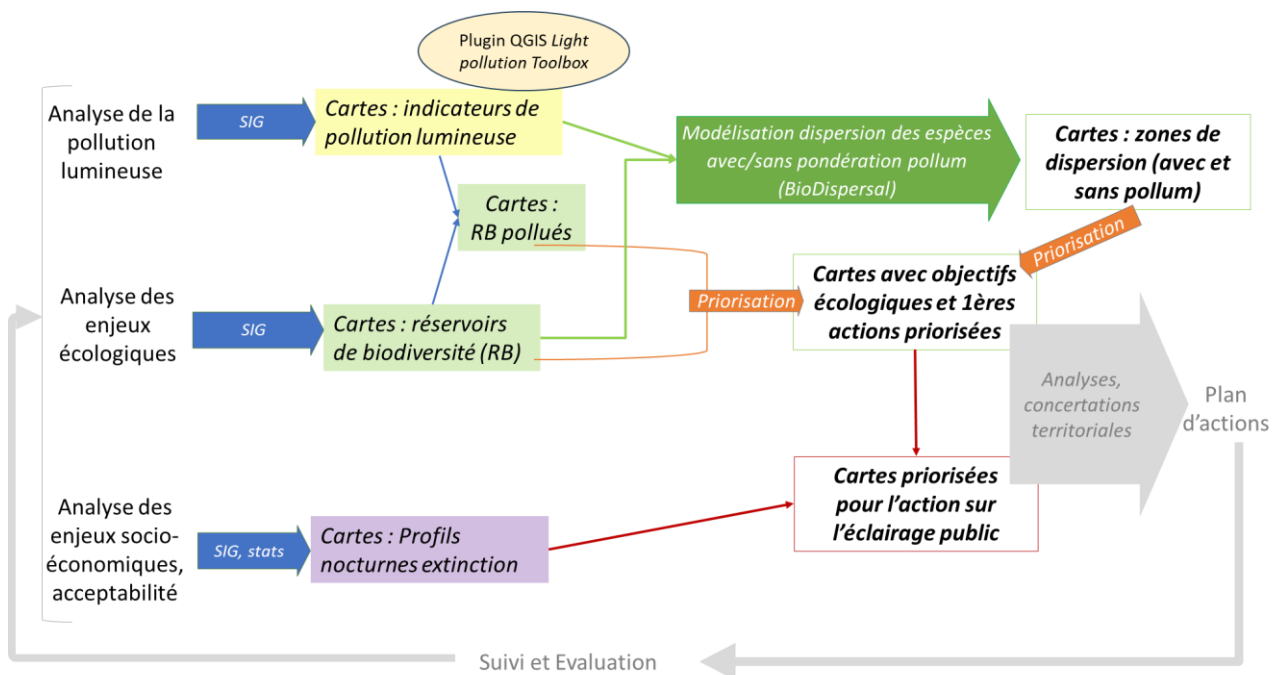 Plugin QGIS Light
pollution Toolbox
Analyse de la
pollution
lumineuse
SIG
Cartes : indicateurs de
pollution lumineuse
Modélisation dispersion des espèces
avec/sans pondération pollum
(BioDispersal)
Cartes : zones de
dispersion (avec et
sans pollum)
Cartes :
RB pollués
Priorisation
Analyse des
enjeux
écologiques
SIG
Cartes : réservoirs
de biodiversité (RB)
Priorisation
Cartes avec objectifs
écologiques et 1ères
actions priorisées
Analyses,
concertations
territoriales
Plan
d’actions
Analyse des
enjeux socio-
économiques,
acceptabilité
SIG, stats
Cartes : Profils
nocturnes extinction
Cartes priorisées
pour l’action sur
l’éclairage public
Suivi et Evaluation